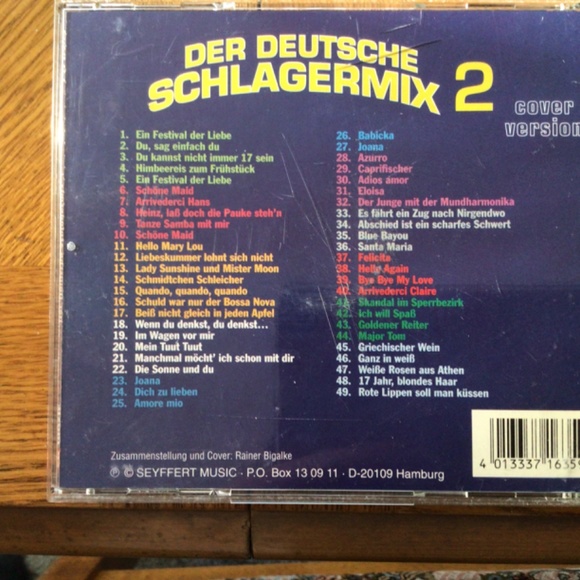 DER DEUTSCHE
SCHLAGERMIX 2
cover
version
1. Ein Festival der Liebe
2. Du, sag einfach du
3. Du kannst nicht immer 17 sein
4. Himbeereis zum Frühstück
5. Ein Festival der Liebe
6. Schöne Maid
7. Arrivederci Hans
8. Heinz, laß doch die Pauke steh'n
9. Tanze Samba mit mir
10. Schöne Maid
11. Hello Mary Lou
12. Liebeskummer lohnt sich nicht
13. Lady Sunshine und Mister Moon
14. Schmidtchen Schleicher
15. Quando, quando, quando
16. Schuld war nur der Bossa Nova
17. Beiß nicht gleich in jeden Apfel
18. Wenn du denkst, du denkst...
19. Im Wagen vor mir
20. Mein Tuut Tuut
21. Manchmal möcht' ich schon mit dir
22. Die Sonne und du
23. Joana
24. Dich zu lieben
25. Amore mio
26. Babicka
27. Joana
28. Azurro
29. Caprifischer
30. Adios amor
31. Eloisa
32. Der Junge mit der Mundharmonika
33. Es fährt ein Zug nach Nirgendwo
34. Abschied ist ein scharfes Schwert
35. Blue Bayou
36. Santa Maria
37. Felicita
38. Hello Again
39. Bye Bye My Love
40. Arrivederci Claire
41. Skandal im Sperrbezirk
42. Ich will Spaß
43. Goldener Reiter
44. Major Tom
45. Griechischer Wein
46. Ganz in weiß
47. Weiße Rosen aus Athen
48. 17 Jahr, blondes Haar
49. Rote Lippen soll man küssen
Zusammenstellung und Cover: Rainer Bigalke
℗ © SEYFFERT MUSIC · P.O. Box 13 09 11 · D-20109 Hamburg
4 013337 1635